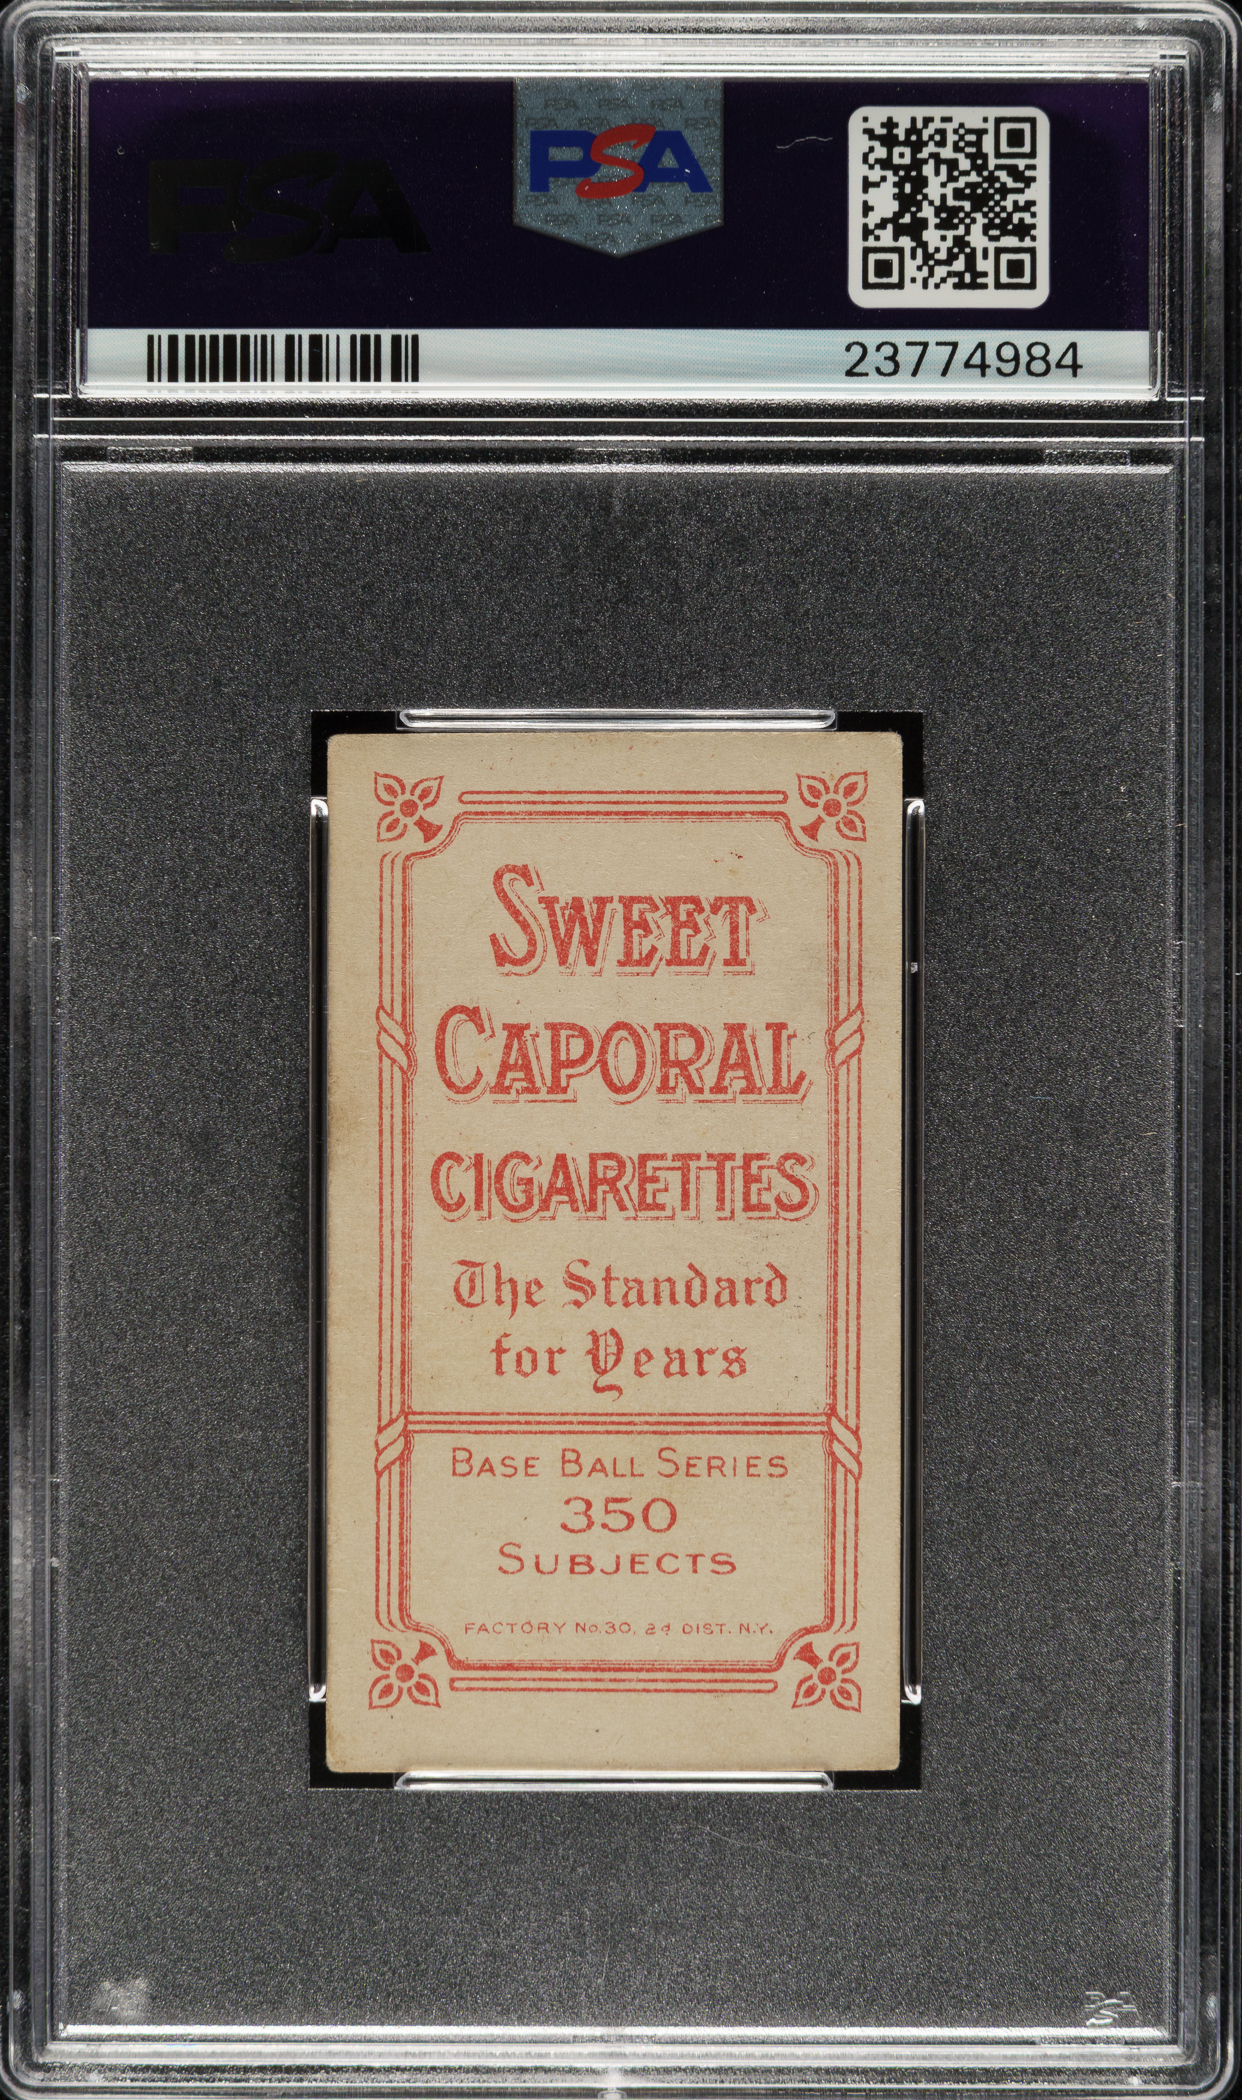 PSA
PSA
23774984
SWEET
CAPORAL
CIGARETTES
The Standard
for Years
BASE BALL SERIES
350
SUBJECTS
FACTORY No. 30, 2d DIST. N.Y.